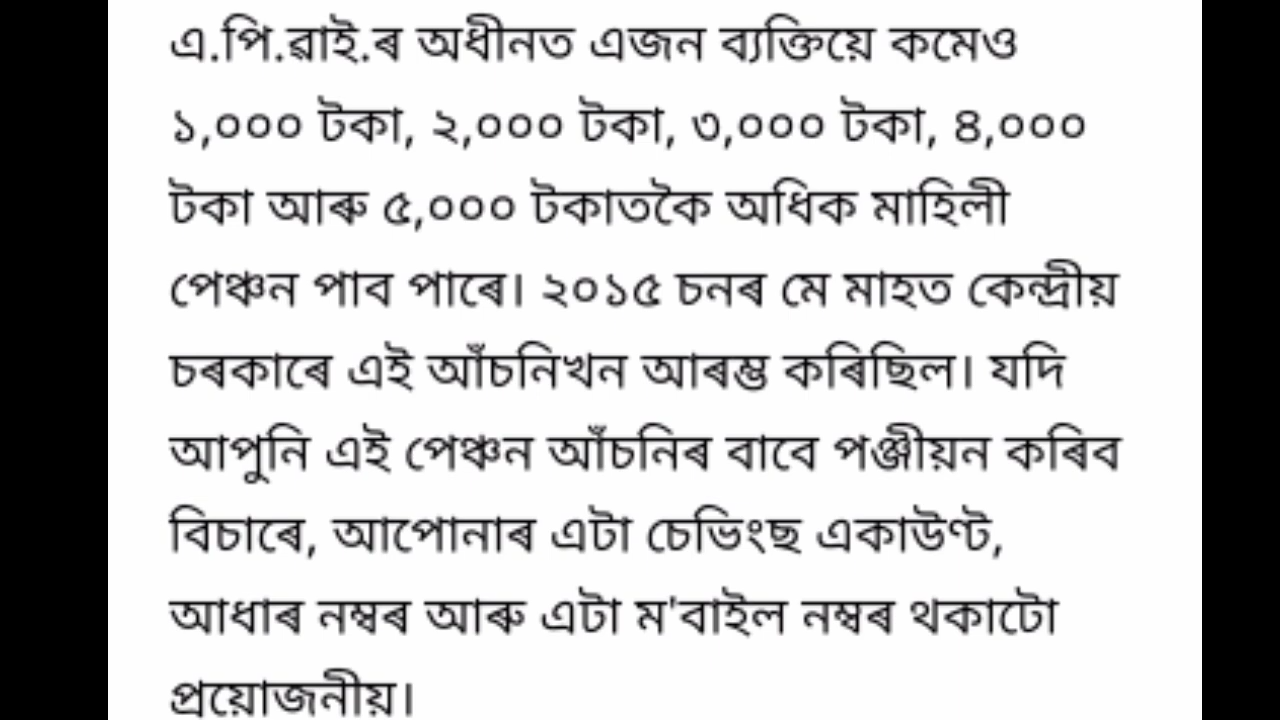 এ.পি.ৱাই.ৰ অধীনত এজন ব্যক্তিয়ে কমেও
১,০০০ টকা, ২,০০০ টকা, ৩,০০০ টকা, ৪,০০০
টকা আৰু ৫,০০০ টকাতকৈ অধিক মাহিলী
পেঞ্চন পাব পাৰে। ২০১৫ চনৰ মে মাহত কেন্দ্ৰীয়
চৰকাৰে এই আঁচনিখন আৰম্ভ কৰিছিল। যদি
আপুনি এই পেঞ্চন আঁচনিৰ বাবে পঞ্জীয়ন কৰিব
বিচাৰে, আপোনাৰ এটা চেভিংছ একাউণ্ট,
আধাৰ নম্বৰ আৰু এটা ম'বাইল নম্বৰ থকাটো
প্ৰয়োজনীয়।